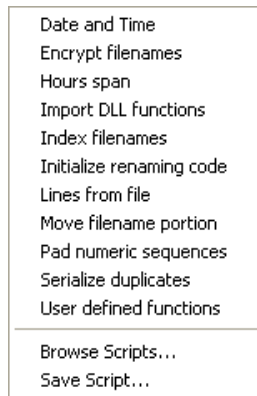 Date and Time
Encrypt filenames
Hours span
Import DLL functions
Index filenames
Initialize renaming code
Lines from file
Move filename portion
Pad numeric sequences
Serialize duplicates
User defined functions
Browse Scripts...
Save Script...